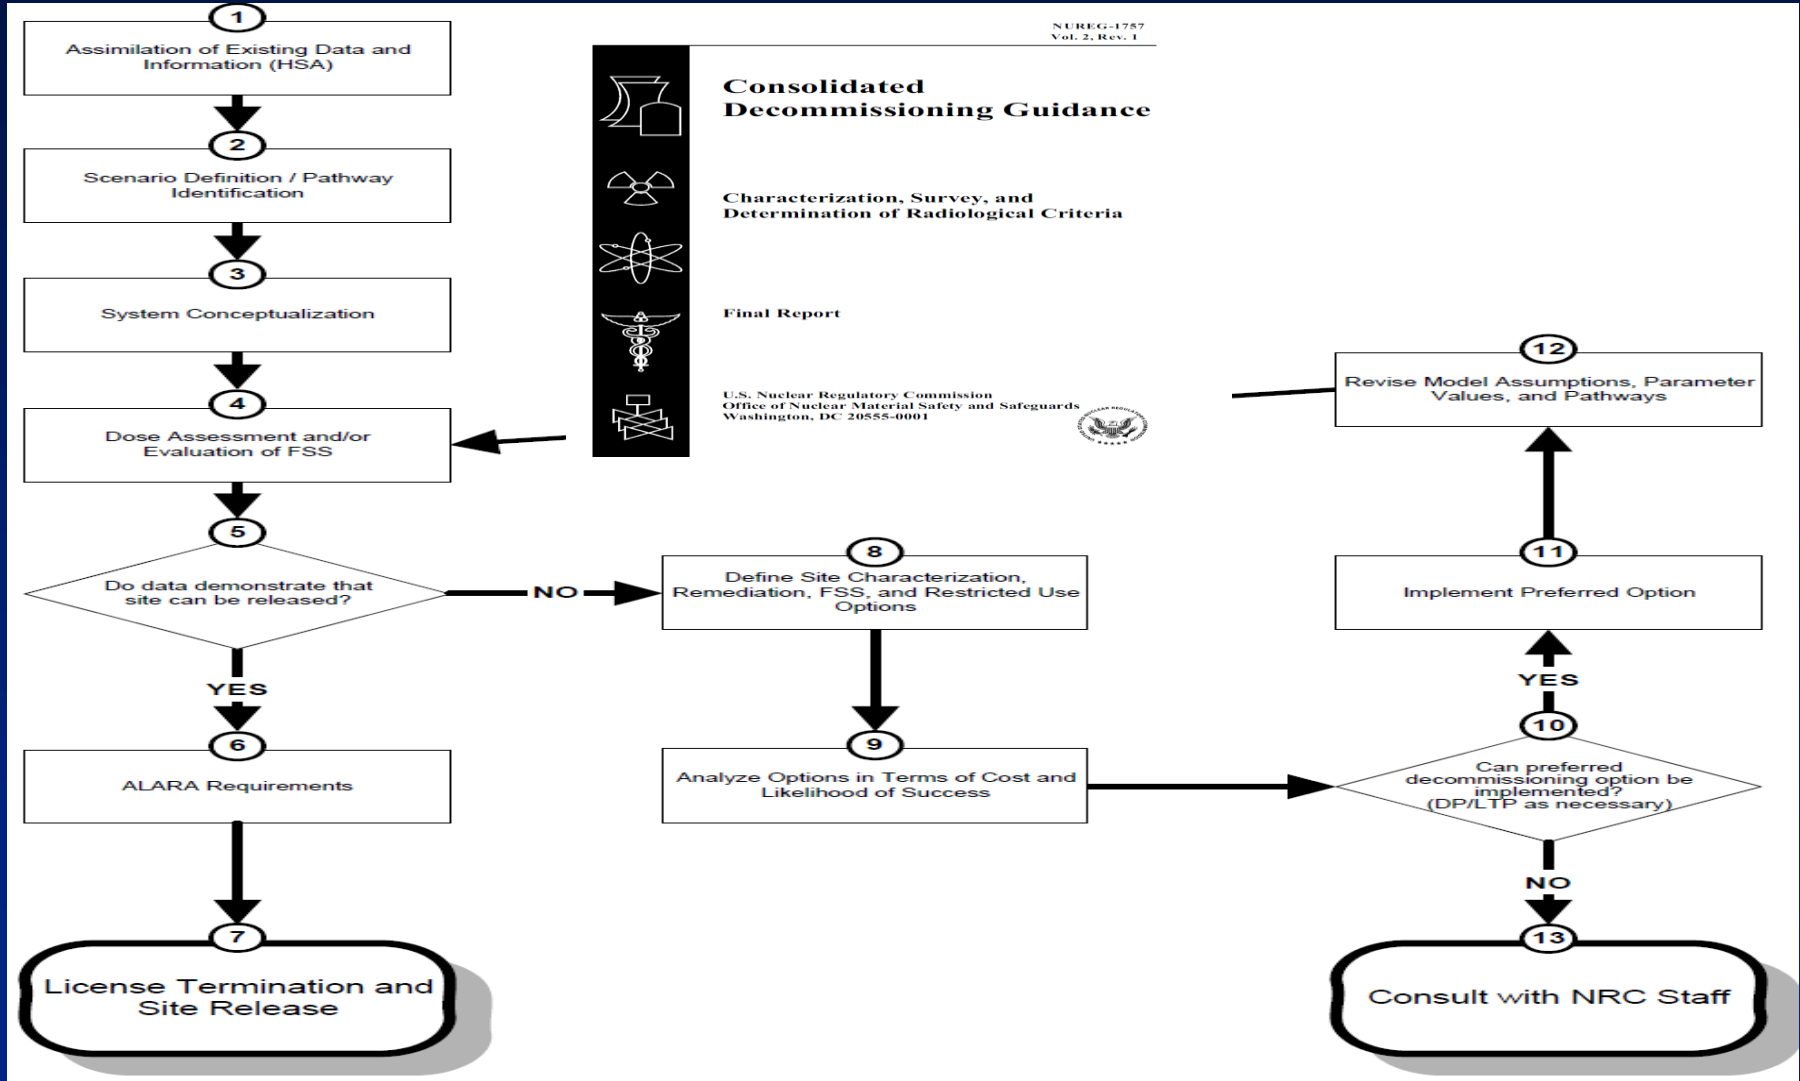 1
Assimilation of Existing Data and
Information (HSA)
2
Scenario Definition / Pathway
Identification
3
System Conceptualization
4
Dose Assessment and/or
Evaluation of FSS
5
Do data demonstrate that
site can be released?
NO
YES
6
ALARA Requirements
7
License Termination and
Site Release
NUREG-1757
Vol. 2, Rev. 1
Consolidated
Decommissioning Guidance
Characterization, Survey, and
Determination of Radiological Criteria
Final Report
U.S. Nuclear Regulatory Commission
Office of Nuclear Material Safety and Safeguards
Washington, DC 20555-0001
8
Define Site Characterization,
Remediation, FSS, and Restricted Use
Options
9
Analyze Options in Terms of Cost and
Likelihood of Success
10
Can preferred
decommissioning option be
implemented?
(DP/LTP as necessary)
YES
11
Implement Preferred Option
12
Revise Model Assumptions, Parameter
Values, and Pathways
NO
13
Consult with NRC Staff